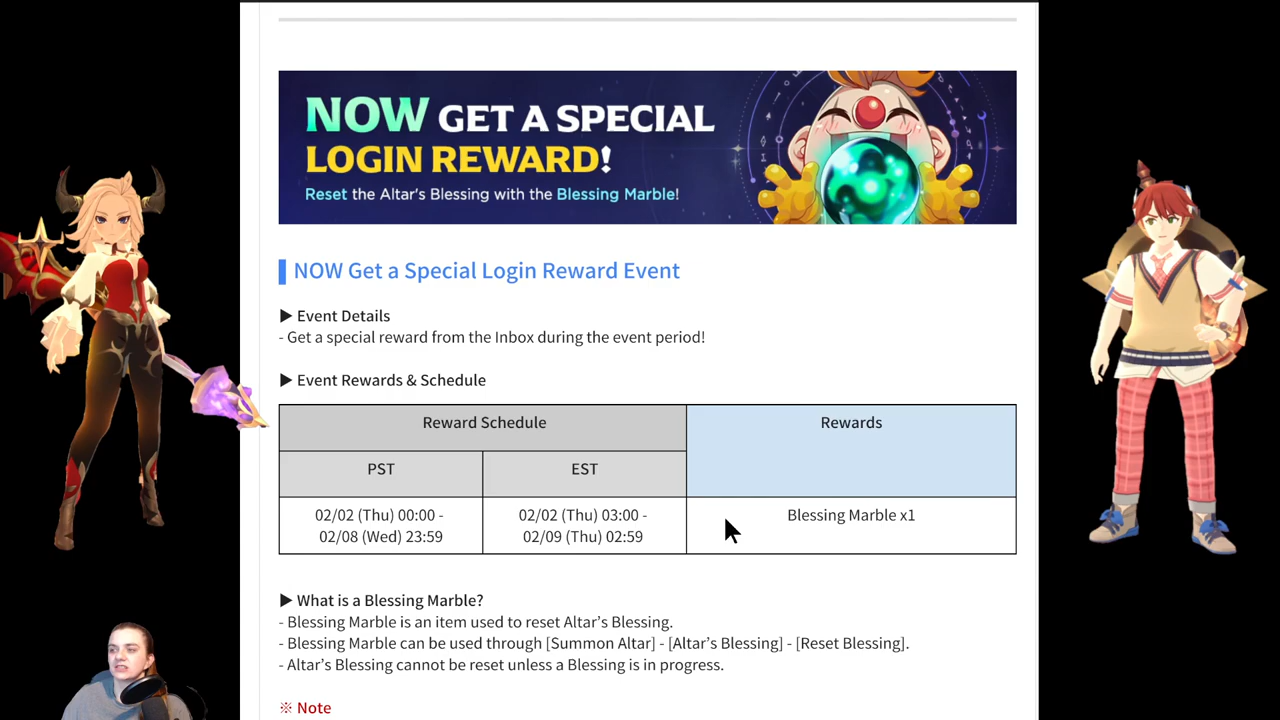 NOW GET A SPECIAL
LOGIN REWARD!
Reset the Altar's Blessing with the Blessing Marble!
NOW Get a Special Login Reward Event
▶ Event Details
- Get a special reward from the Inbox during the event period!
▶ Event Rewards & Schedule
Reward Schedule
Rewards
PST
EST
02/02 (Thu) 00:00 -
02/08 (Wed) 23:59
02/02 (Thu) 03:00 -
02/09 (Thu) 02:59
Blessing Marble x1
▶ What is a Blessing Marble?
- Blessing Marble is an item used to reset Altar's Blessing.
- Blessing Marble can be used through [Summon Altar] - [Altar's Blessing] - [Reset Blessing].
- Altar's Blessing cannot be reset unless a Blessing is in progress.
※ Note